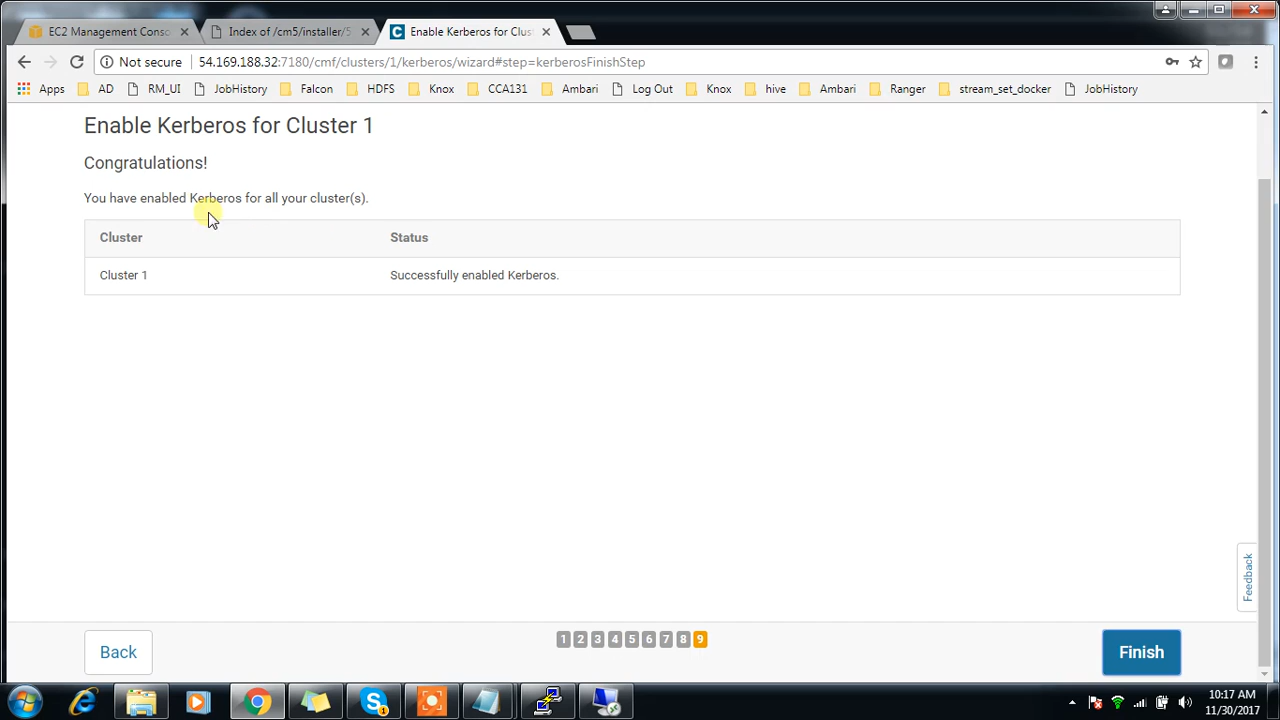 EC2 Management Conso
Index of /cm5/installer/5
Enable Kerberos for Clus
Not secure
54.169.188.32:7180/cmf/clusters/1/kerberos/wizard#step=kerberosFinishStep
Apps AD RM_UI JobHistory Falcon HDFS Knox CCA131 Ambari Log Out Knox hive Ambari Ranger stream_set_docker JobHistory
Enable Kerberos for Cluster 1
Congratulations!
You have enabled Kerberos for all your cluster(s).
Cluster Status
Cluster 1 Successfully enabled Kerberos.
Feedback
Back 1 2 3 4 5 6 7 8 9 Finish
10:17 AM
11/30/2017